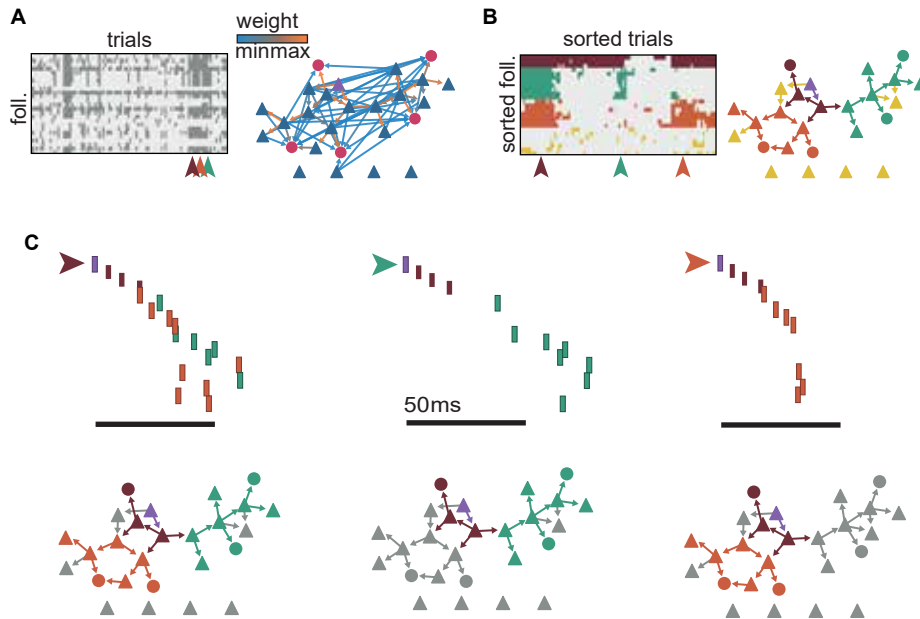 A
weight
trials
minmax
foll.
B
sorted trials
sorted foll.
C
50ms